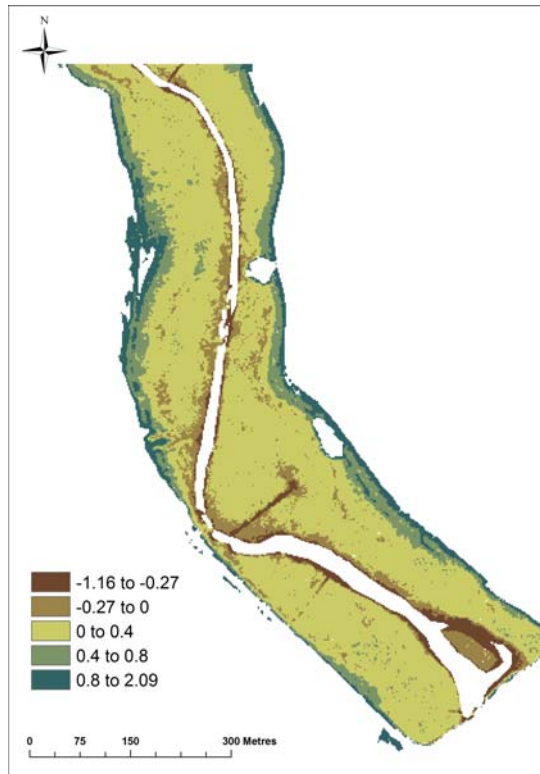 N
-1.16 to -0.27
-0.27 to 0
0 to 0.4
0.4 to 0.8
0.8 to 2.09
0 75 150 300 Metres